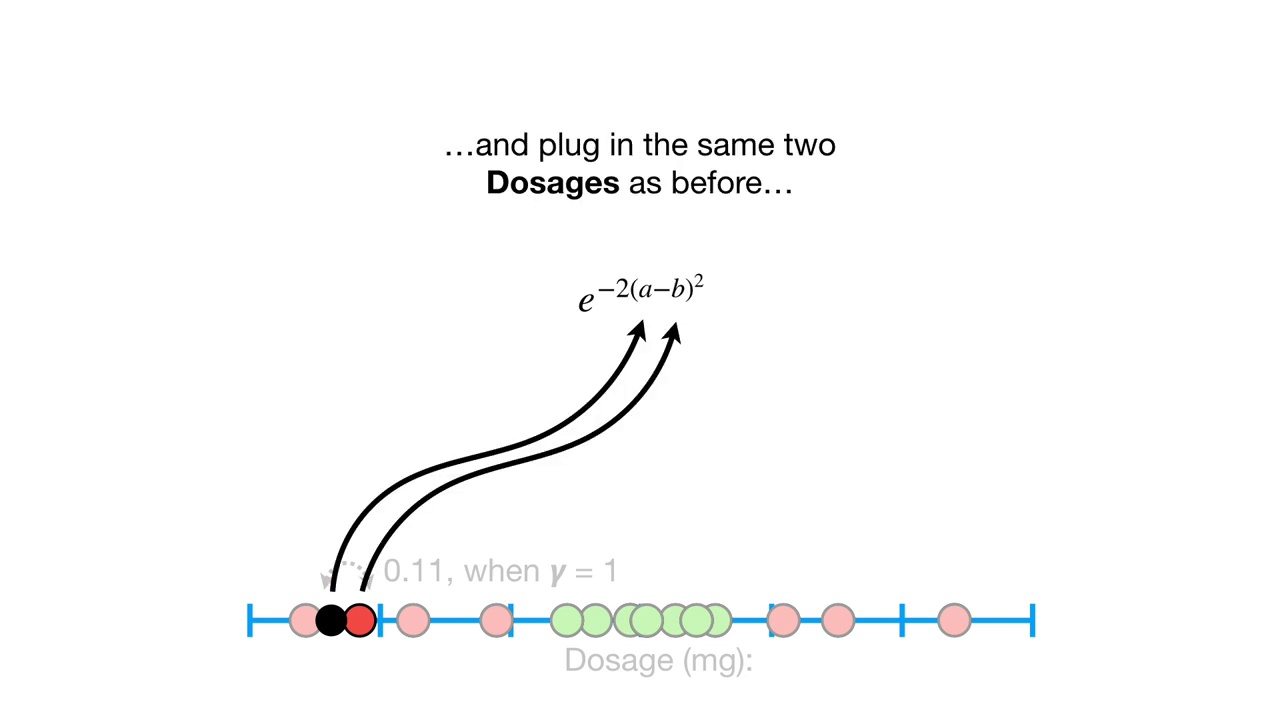 …and plug in the same two
Dosages as before…
e^{−2(a−b)^2}
0.11, when γ = 1
Dosage (mg):